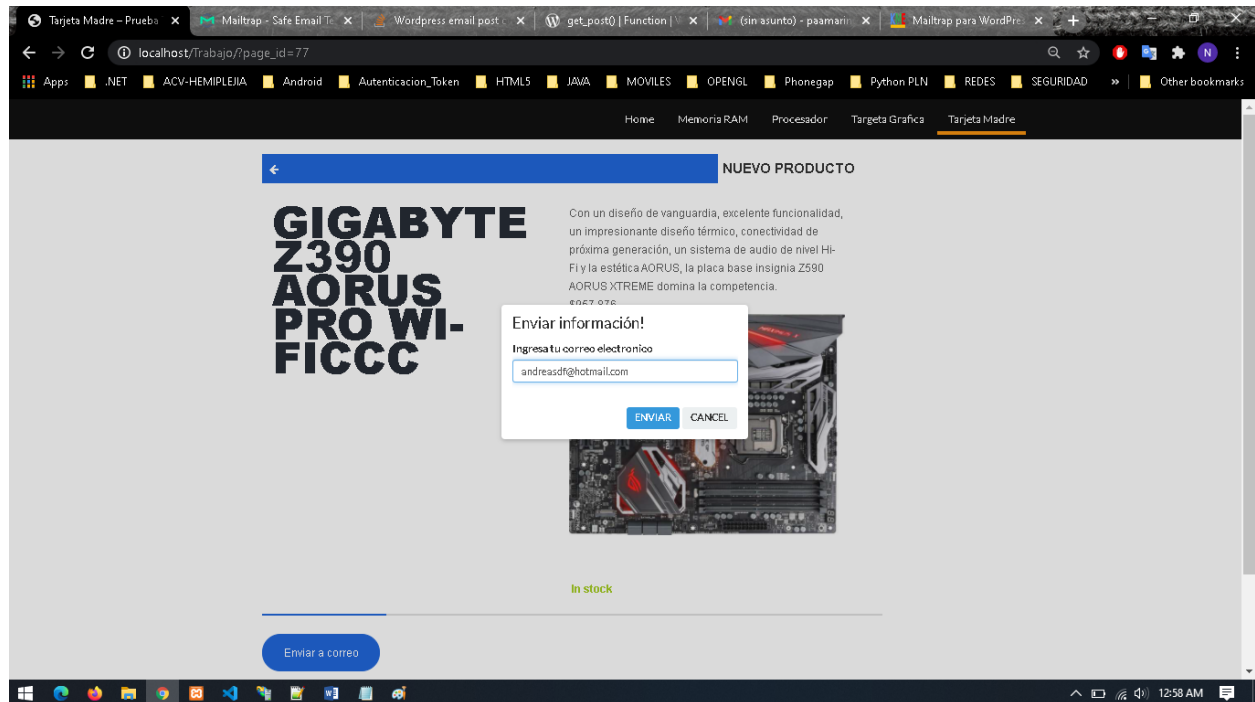 Tarjeta Madre – Prueba
Mailtrap - Safe Email Te
Wordpress email post c
get_post() | Function |
(sin asunto) - paamarin
Mailtrap para WordPres
localhost/Trabajo/?page_id=77
N
Apps
.NET
ACV-HEMIPLEJIA
Android
Autenticacion_Token
HTML5
JAVA
MOVILES
OPENGL
Phonegap
Python PLN
REDES
SEGURIDAD
»
Other bookmarks
Home
Memoria RAM
Procesador
Targeta Grafica
Tarjeta Madre
NUEVO PRODUCTO
GIGABYTE
Z390
AORUS
PRO WI-
FICCC
Con un diseño de vanguardia, excelente funcionalidad,
un impresionante diseño térmico, conectividad de
próxima generación, un sistema de audio de nivel Hi-
Fi y la estética AORUS, la placa base insignia Z590
AORUS XTREME domina la competencia.
$957.876
Enviar información!
Ingresa tu correo electronico
andreasdf@hotmail.com
ENVIAR
CANCEL
In stock
Enviar a correo
12:58 AM